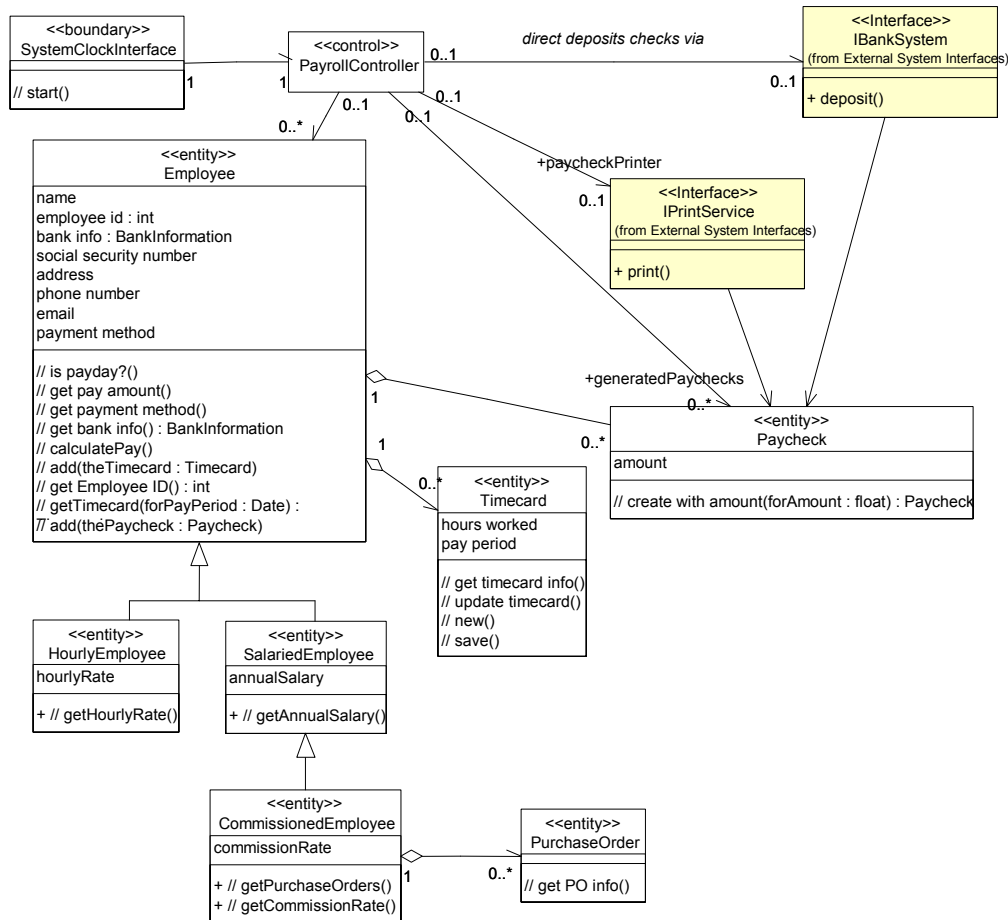 <<boundary>>
SystemClockInterface
// start()
1
1
<<control>>
PayrollController
0..1
direct deposits checks via
0..1
<<Interface>>
IBankSystem
(from External System Interfaces)
+ deposit()
0..1
0..*
0..1
0..1
+paycheckPrinter
0..1
<<Interface>>
IPrintService
(from External System Interfaces)
+ print()
<<entity>>
Employee
name
employee id : int
bank info : BankInformation
social security number
address
phone number
email
payment method
// is payday?()
// get pay amount()
// get payment method()
// get bank info() : BankInformation
// calculatePay()
// add(theTimecard : Timecard)
// get Employee ID() : int
// getTimecard(forPayPeriod : Date) :
// add(thePaycheck : Paycheck)
1
+generatedPaychecks
0..*
0..*
<<entity>>
Paycheck
amount
// create with amount(forAmount : float) : Paycheck
1
0..*
<<entity>>
Timecard
hours worked
pay period
// get timecard info()
// update timecard()
// new()
// save()
<<entity>>
HourlyEmployee
hourlyRate
+ // getHourlyRate()
<<entity>>
SalariedEmployee
annualSalary
+ // getAnnualSalary()
<<entity>>
CommissionedEmployee
commissionRate
+ // getPurchaseOrders()
+ // getCommissionRate()
1
0..*
<<entity>>
PurchaseOrder
// get PO info()